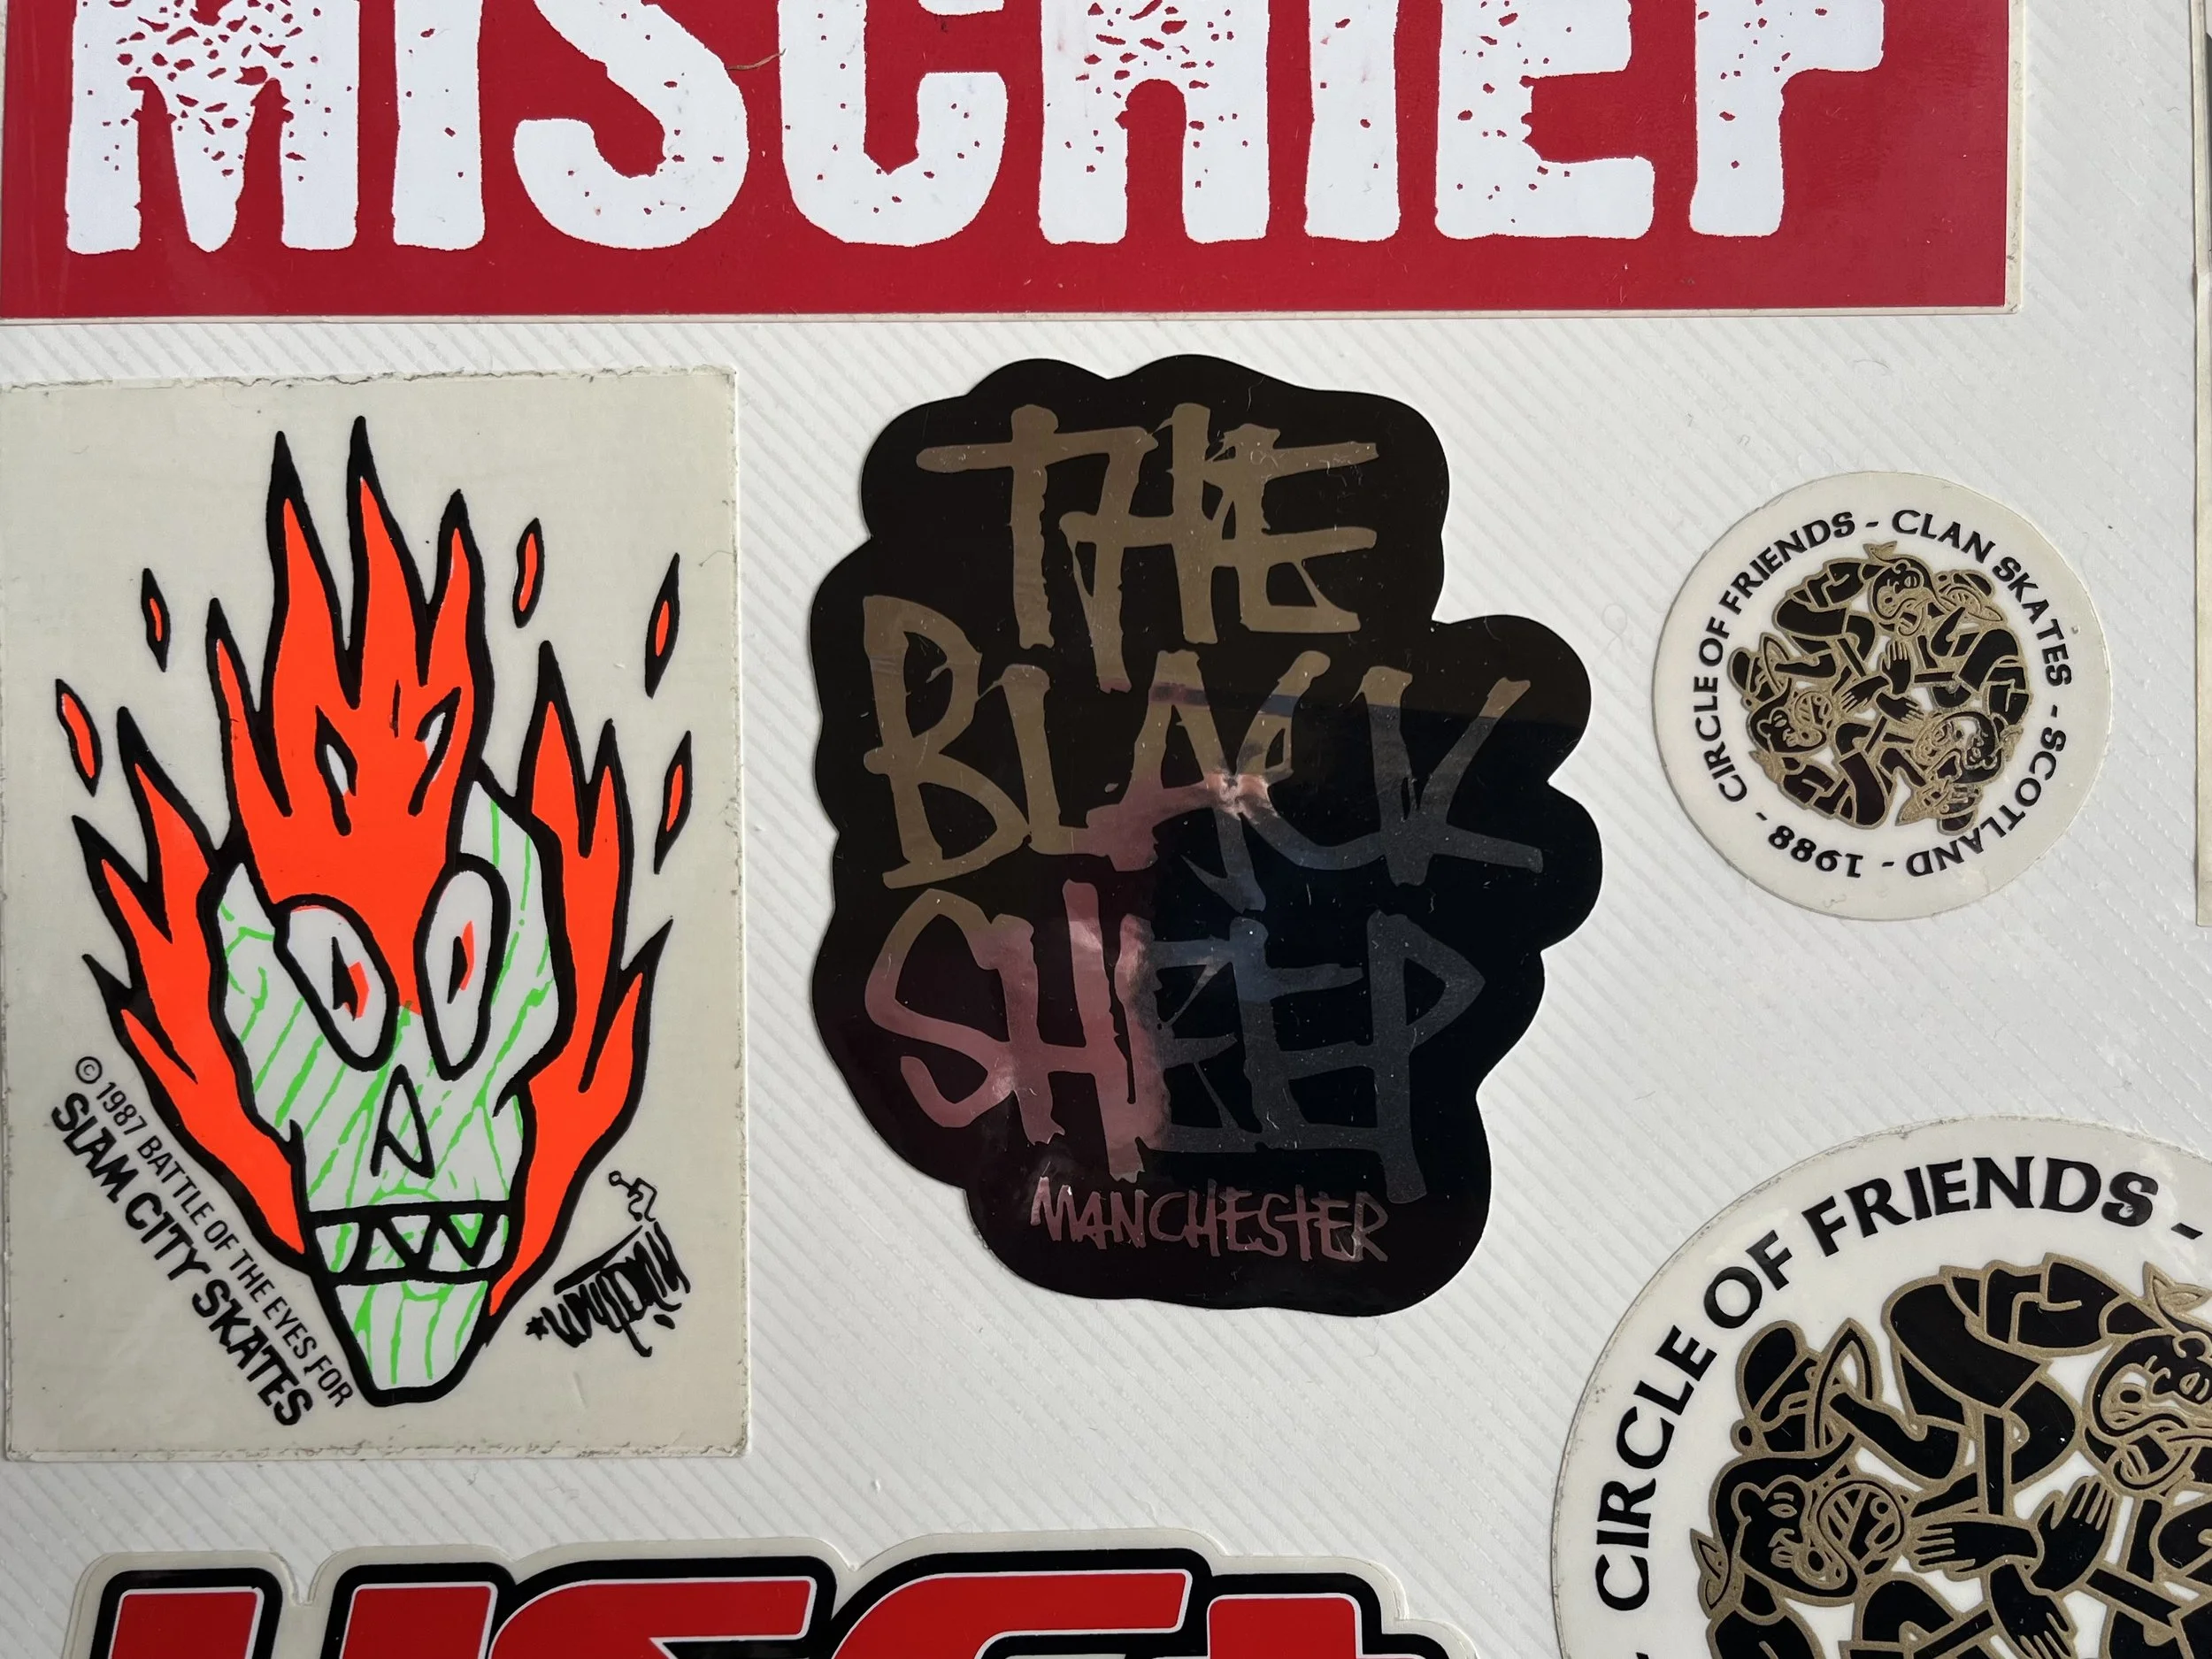 MISCHIEF
THE
BLACK
SHEEP
MANCHESTER
CIRCLE OF FRIENDS - CLAN SKATES - SCOTLAND - 1988 -
© 1987 BATTLE OF THE EYES FOR
SLAM CITY SKATES
CIRCLE OF FRIENDS -